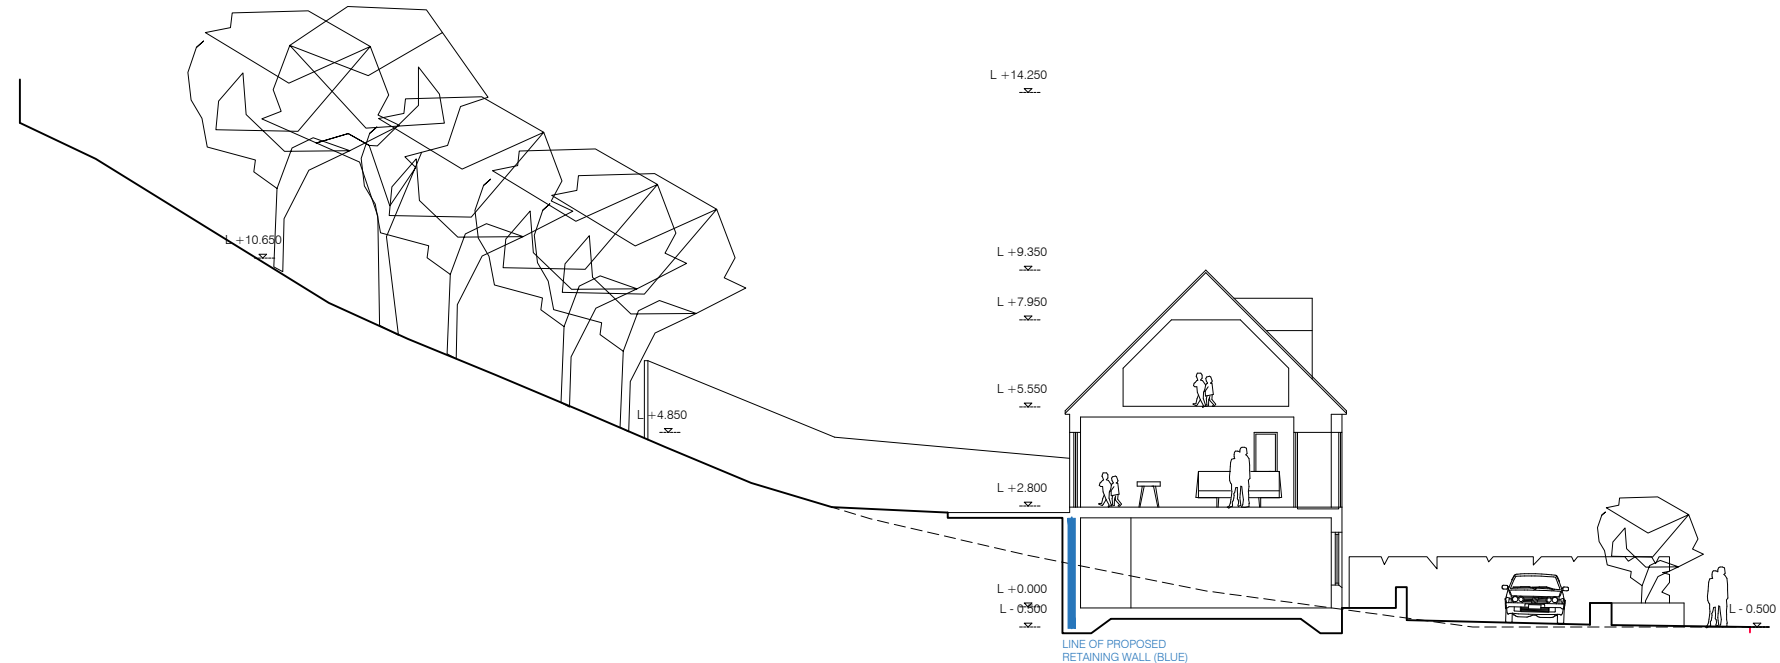 L +14.250
L +10.650
L +9.350
L +7.950
L +5.550
L +4.850
L +2.800
L +0.000
L - 0.500
L - 0.500
LINE OF PROPOSED
RETAINING WALL (BLUE)